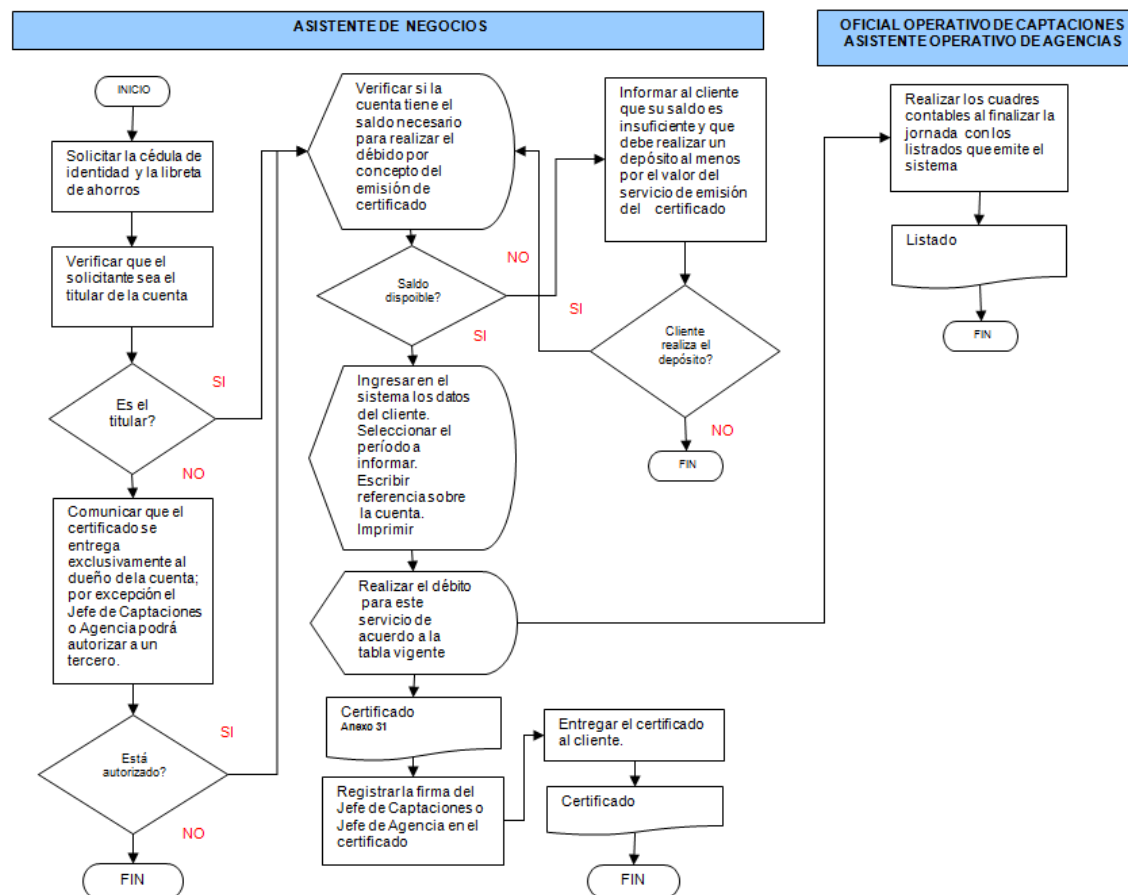 ASISTENTE DE NEGOCIOS
OFICIAL OPERATIVO DE CAPTACIONES
ASISTENTE OPERATIVO DE AGENCIAS
INICIO
Solicitar la cédula de
identidad y la libreta
de ahorros
Verificar que el
solicitante sea el
titular de la cuenta
Es el
titular?
SI
NO
Comunicar que el
certificado se
entrega
exclusivamente al
dueño de la cuenta;
por excepción el
Jefe de Captaciones
o Agencia podrá
autorizar a un
tercero.
Está
autorizado?
SI
NO
FIN
Verificar si la
cuenta tiene el
saldo necesario
para realizar el
débido por
concepto del
emisión de
certificado
Saldo
dispoible?
NO
SI
Informar al cliente
que su saldo es
insuficiente y que
debe realizar un
depósito al menos
por el valor del
servicio de emisión
del certificado
Cliente
realiza el
depósito?
SI
NO
FIN
Ingresar en el
sistema los datos
del cliente.
Seleccionar el
período a
informar.
Escribir
referencia sobre
la cuenta.
Imprimir
Realizar el débito
para este
servicio de
acuerdo a la
tabla vigente
Certificado
Anexo 31
Registrar la firma del
Jefe de Captaciones o
Jefe de Agencia en el
certificado
Entregar el certificado
al cliente.
Certificado
FIN
Realizar los cuadres
contables al finalizar la
jornada con los
listrados que emite el
sistema
Listado
FIN